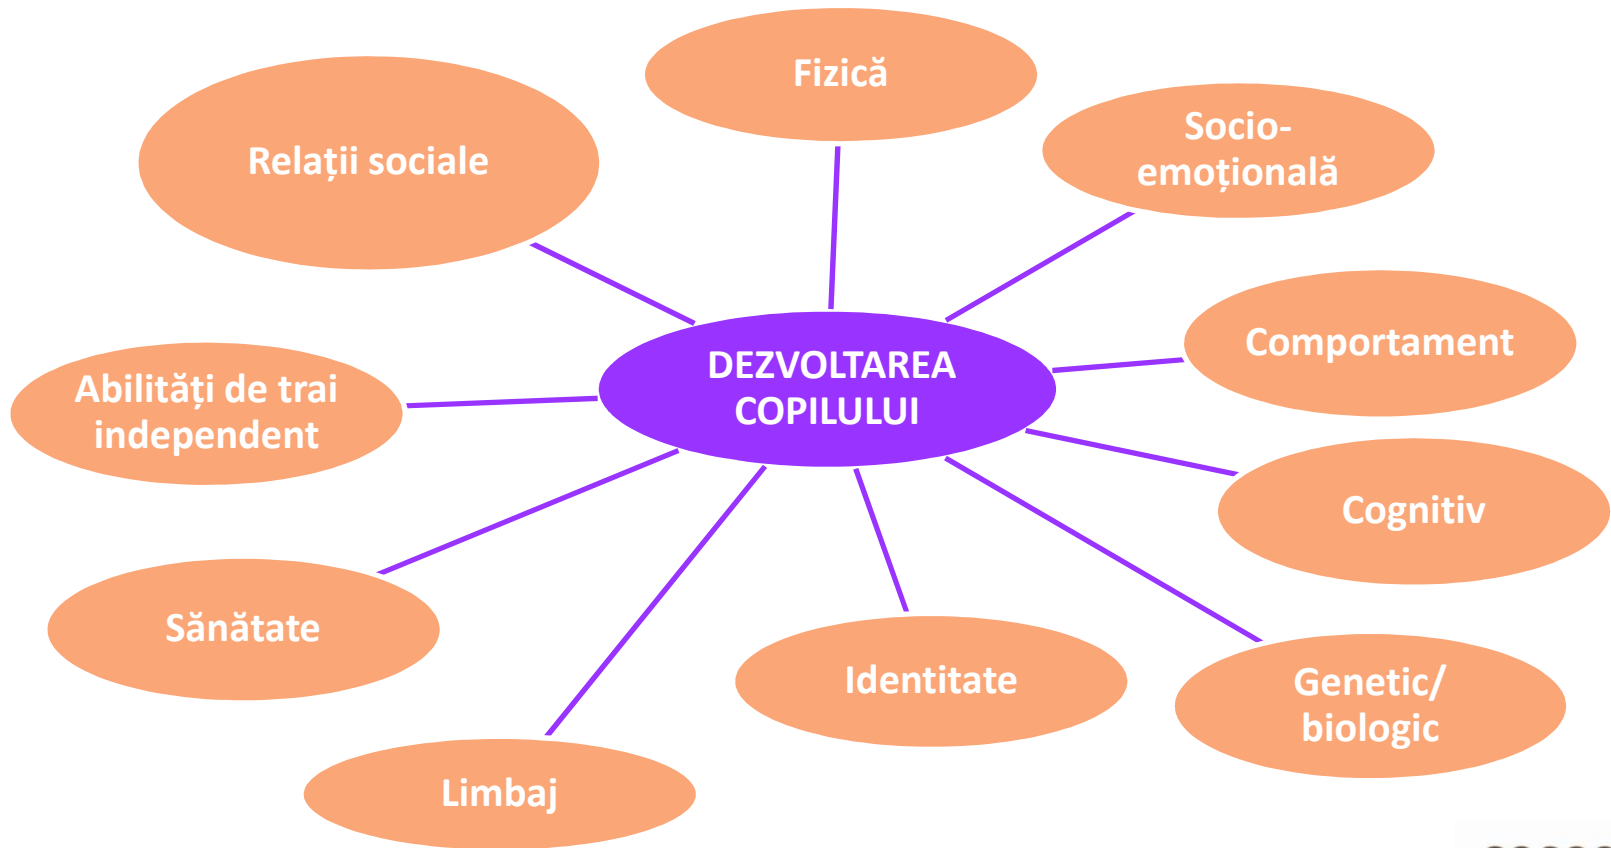 Fizică
Socio-
emoțională
Relații sociale
Comportament
DEZVOLTAREA
COPILULUI
Abilități de trai
independent
Cognitiv
Sănătate
Identitate
Genetic/
biologic
Limbaj